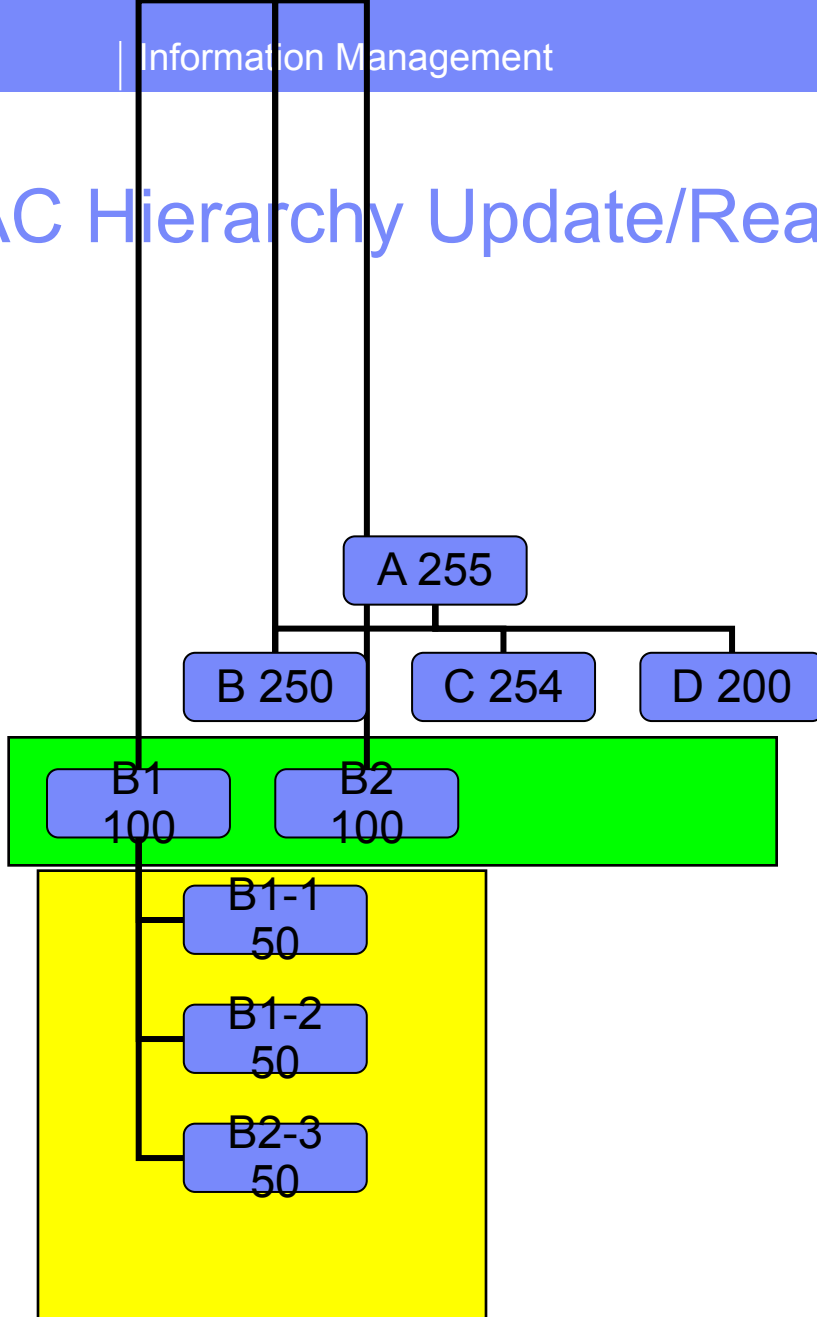 Information Management
AC Hierarchy Update/Rea
A 255
B 250
C 254
D 200
B1
100
B2
100
B1-1
50
B1-2
50
B2-3
50